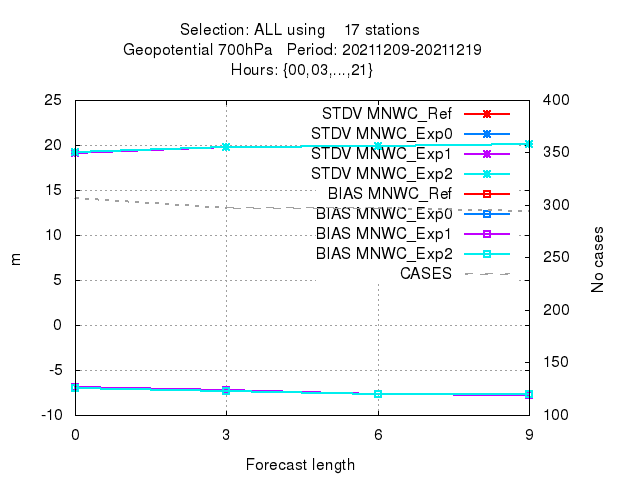 Selection: ALL using 17 stations
Geopotential 700hPa Period: 20211209-20211219
Hours: {00,03,...,21}
25 400
STDV MNWC_Ref
STDV MNWC_Exp0
20 350
STDV MNWC_Exp1
STDV MNWC_Exp2
15 300
BIAS MNWC_Ref
BIAS MNWC_Exp0
10 250
BIAS MNWC_Exp1
BIAS MNWC_Exp2
CASES
5 200
0
-5 150
-10 100
m
No cases
0 3 6 9
Forecast length